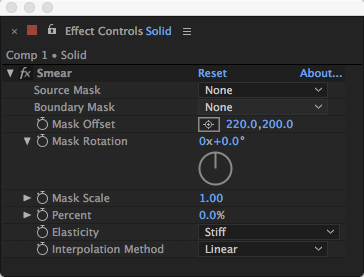 Effect Controls Solid
Comp 1 • Solid
fx Smear Reset About...
Source Mask None
Boundary Mask None
Mask Offset 220.0,200.0
Mask Rotation 0x+0.0°
Mask Scale 1.00
Percent 0.0%
Elasticity Stiff
Interpolation Method Linear